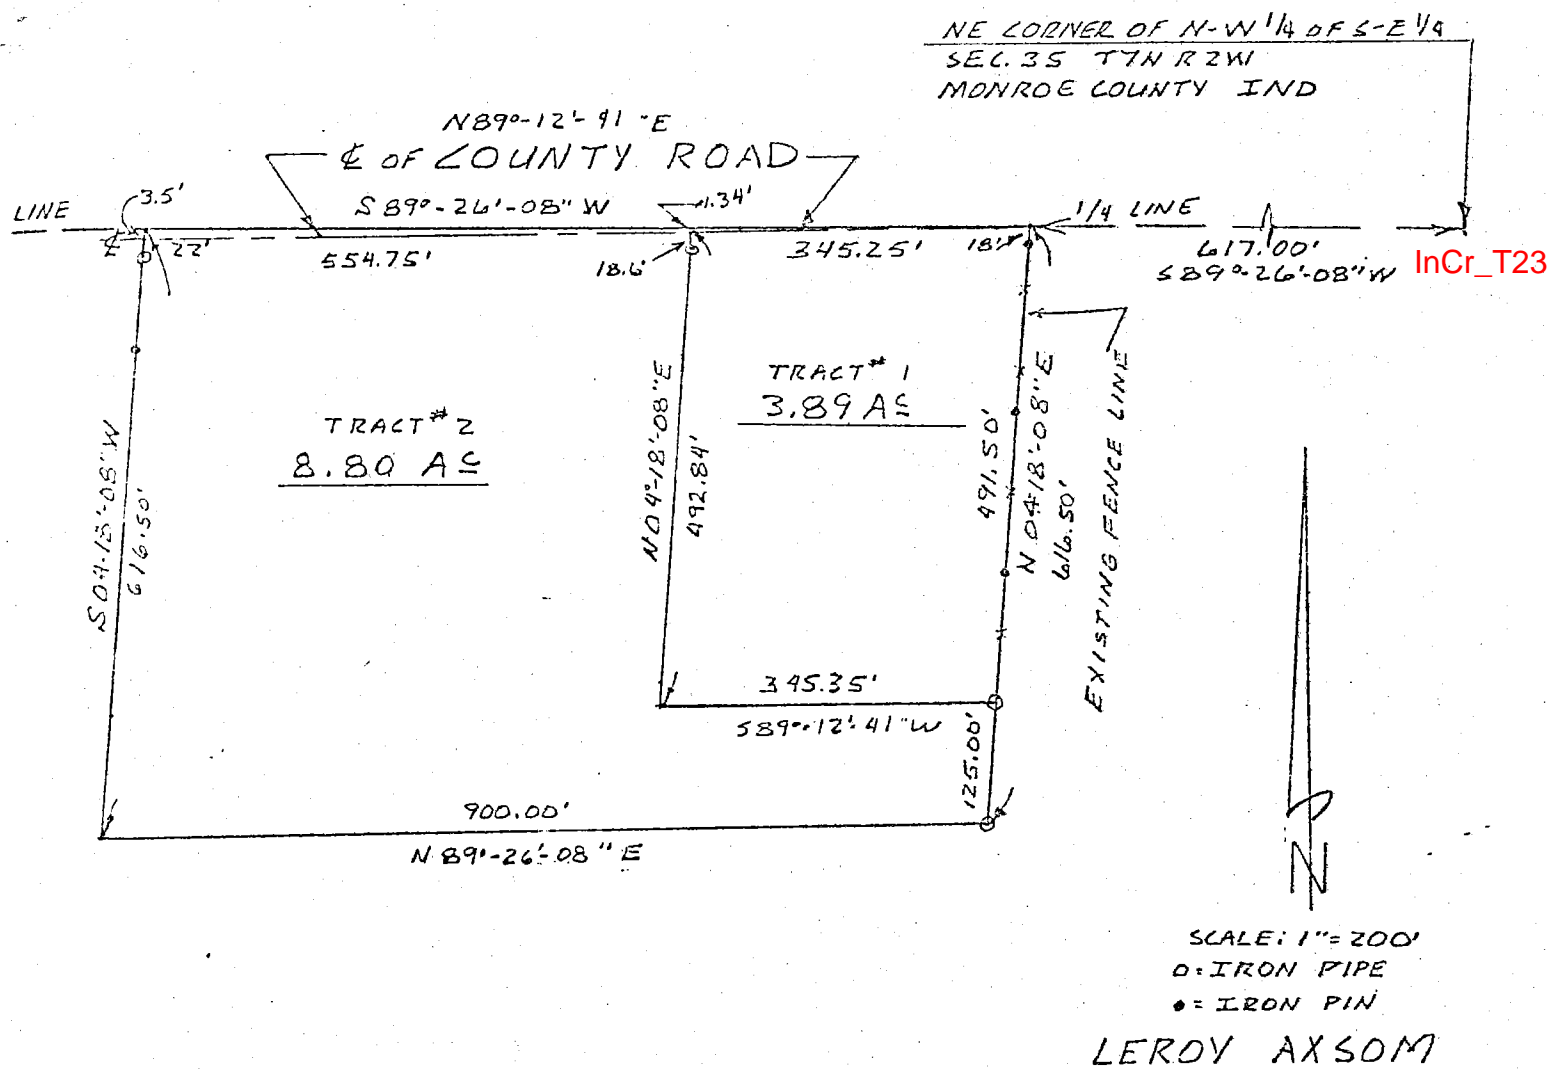 NE CORNER OF N-W 1/4 OF S-E 1/4
SEC. 35 T7N R2W
MONROE COUNTY IND
N89°-12'-41"E
℄ OF COUNTY ROAD
LINE
3.5'
S89°-26'-08"W
1.34'
1/4 LINE
℄
22'
554.75'
18.6'
345.25'
18'
617.00'
S89°-26'-08"W
InCr_T23
TRACT #1
3.89 Ac
TRACT #2
8.80 Ac
S04-18'-08"W
616.50'
N04°-18'-08"E
492.84'
491.50'
N04-18'-08"E
616.50'
EXISTING FENCE LINE
345.35'
S89°-12'-41"W
125.00'
900.00'
N89°-26'-08"E
N
SCALE: 1"=200'
O=IRON PIPE
●=IRON PIN
LEROY AXSOM